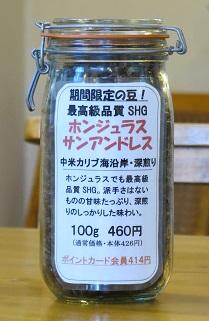 期間限定の豆！
最高級品質 SHG
ホンジュラス
サンアンドレス
中米カリブ海沿岸・深煎り
ホンジュラスでも最高級
品質SHG。派手さはない
ものの甘味たっぷり、深煎
りのしっかりした味わい。
100g 460円
（通常価格・本体426円）
ポイントカード会員414円